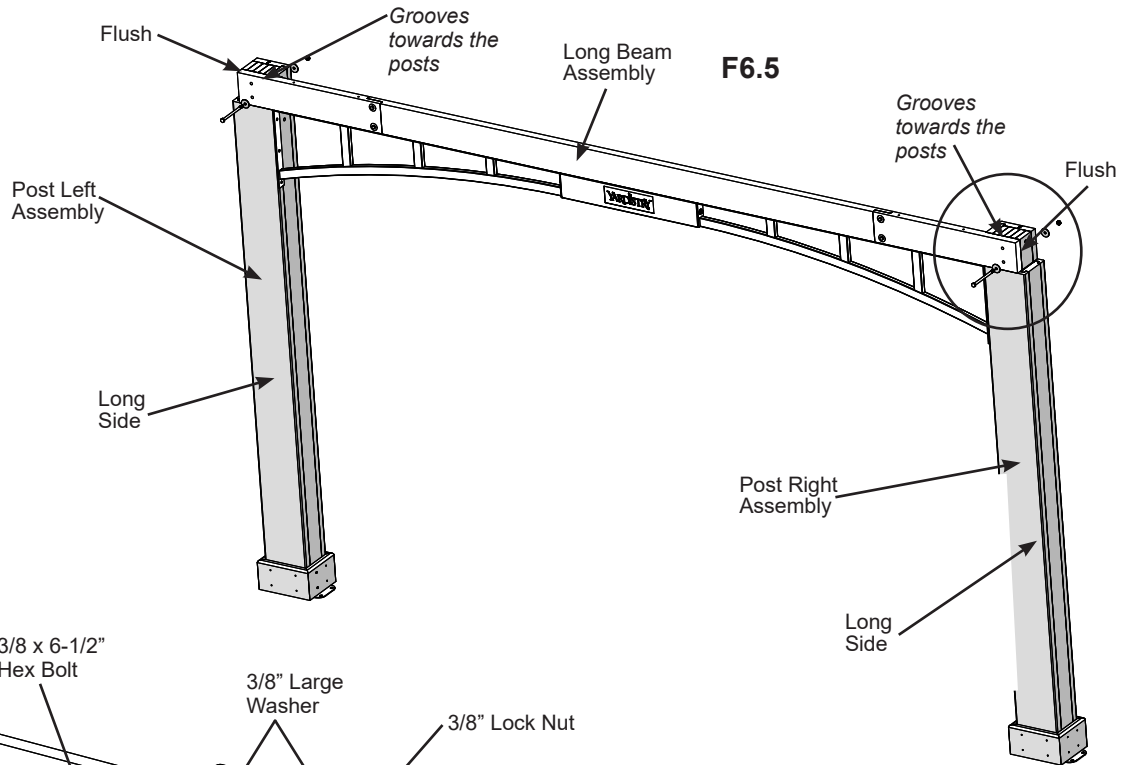 Flush
Grooves
towards the
posts
Long Beam
Assembly
F6.5
Grooves
towards the
posts
Flush
Post Left
Assembly
Long
Side
Post Right
Assembly
Long
Side
3/8 x 6-1/2”
Hex Bolt
3/8” Large
Washer
3/8” Lock Nut
YARDISTRY